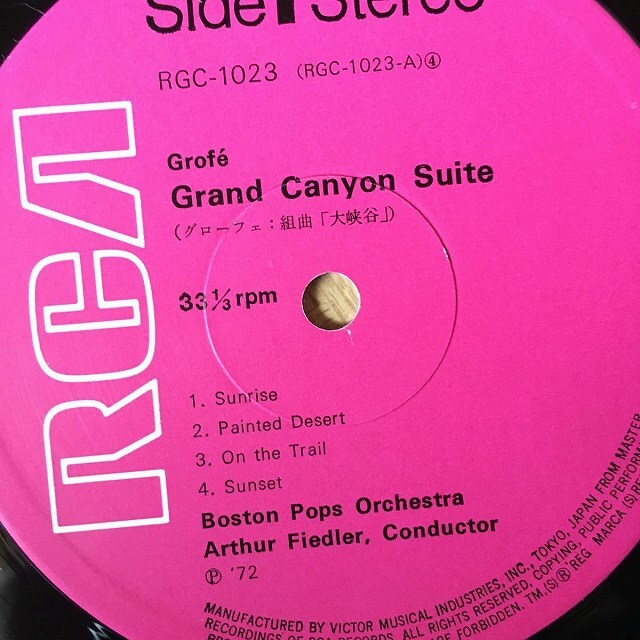 Side 1 Stereo
RGC-1023 (RGC-1023-A)④
RCA
Grofé
Grand Canyon Suite
(グローフェ:組曲「大峡谷」)
33⅓ rpm
1. Sunrise
2. Painted Desert
3. On the Trail
4. Sunset
Boston Pops Orchestra
Arthur Fiedler, Conductor
Ⓟ '72
MANUFACTURED BY VICTOR MUSICAL INDUSTRIES, INC., TOKYO, JAPAN FROM MASTER
RECORDINGS OF RCA RECORDS. ALL RIGHTS RESERVED. COPYING, PUBLIC PERFORM
ARE FORBIDDEN. TM.(S)® REG MARCA(S) RE